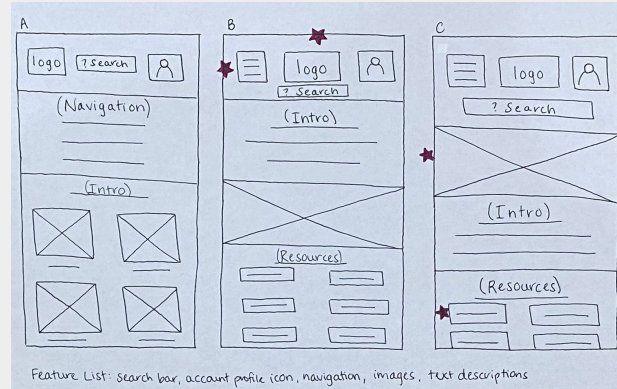 A
logo
? Search
(Navigation)
(Intro)
B
logo
? Search
(Intro)
(Resources)
C
logo
? Search
(Intro)
(Resources)
Feature List: search bar, account profile icon, navigation, images, text descriptions